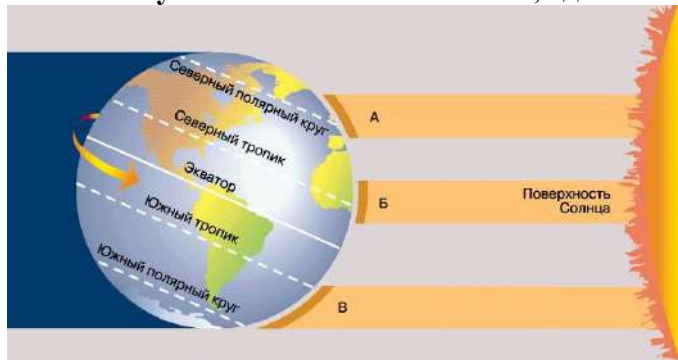 Северный полярный круг
Северный тропик
Экватор
Южный тропик
Южный полярный круг
А
Б
В
Поверхность
Солнца